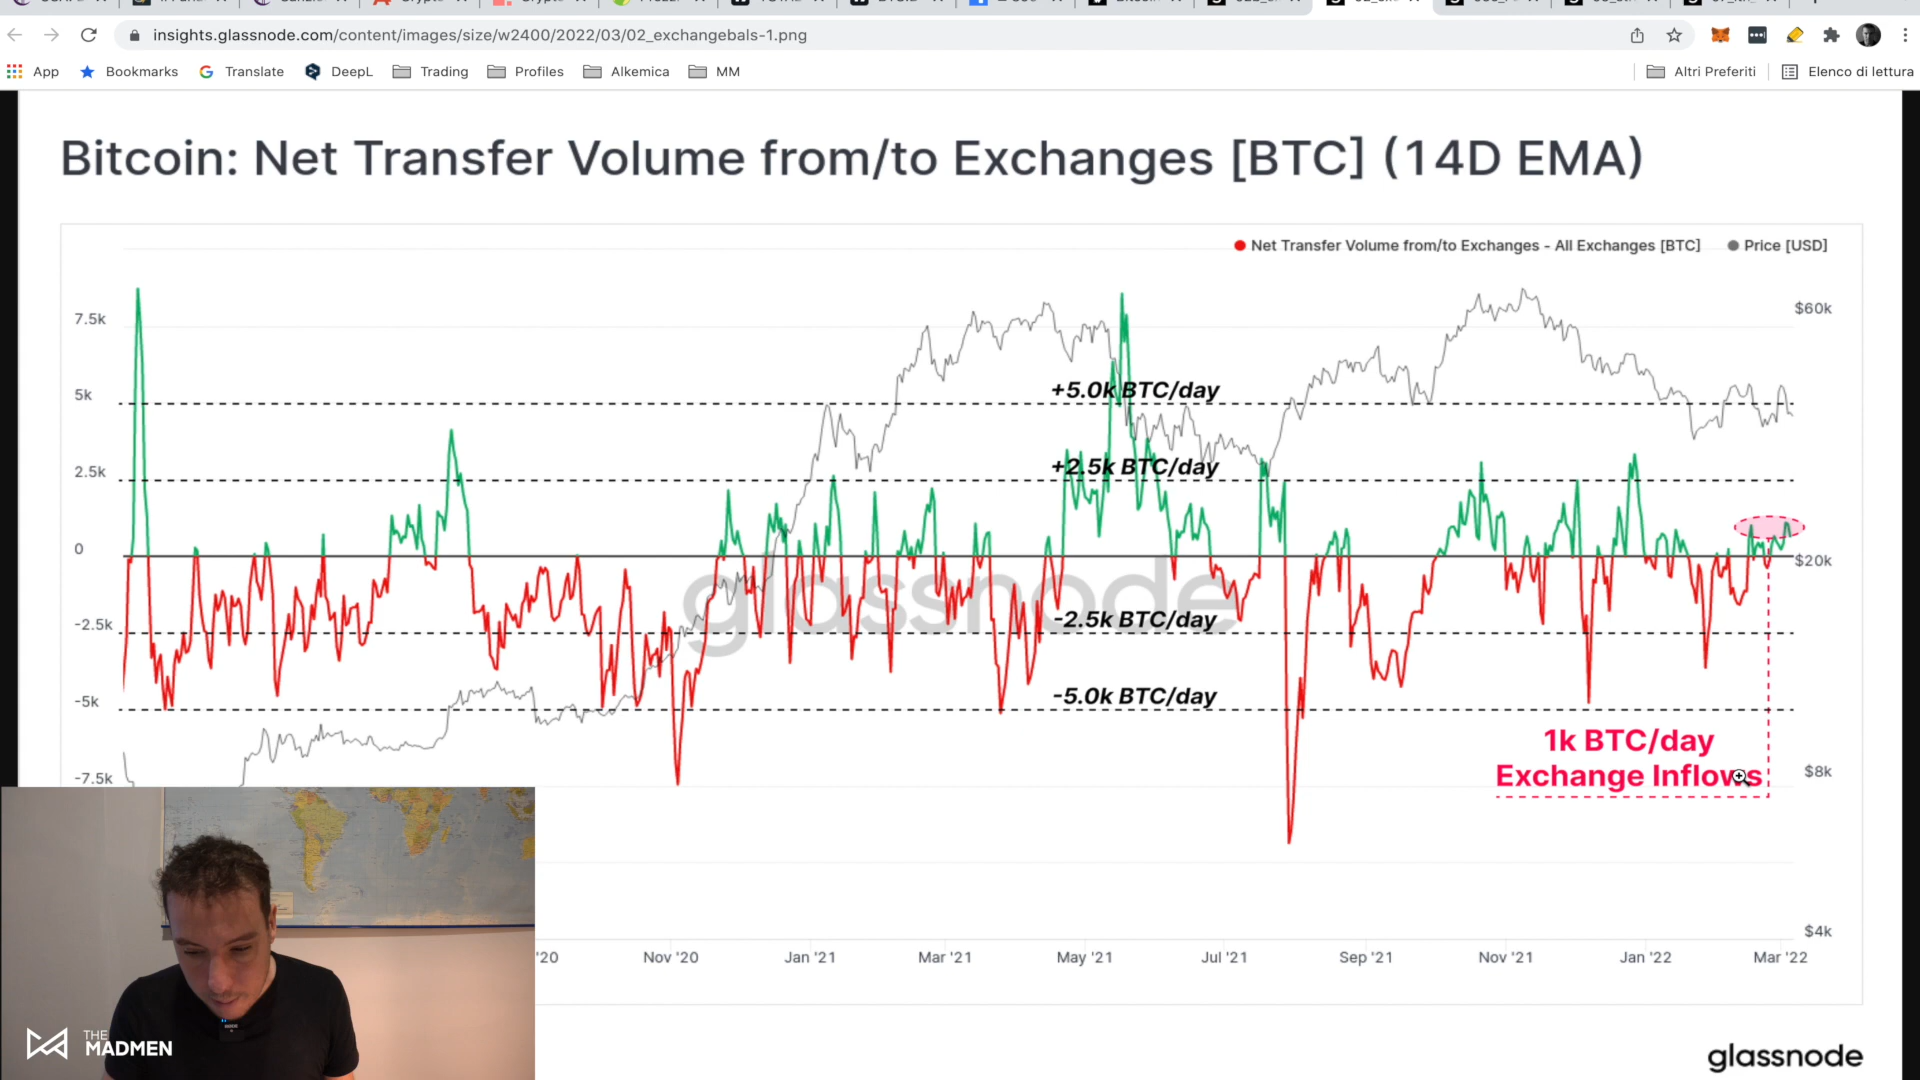 insights.glassnode.com/content/images/size/w2400/2022/03/02_exchangebals-1.png
App Bookmarks Translate DeepL Trading Profiles Alkemica MM Altri Preferiti Elenco di lettura
Bitcoin: Net Transfer Volume from/to Exchanges [BTC] (14D EMA)
Net Transfer Volume from/to Exchanges - All Exchanges [BTC] Price [USD]
7.5k
$60k
5k
+5.0k BTC/day
2.5k
+2.5k BTC/day
0
$20k
glassnode
-2.5k
-2.5k BTC/day
-5k
-5.0k BTC/day
1k BTC/day
Exchange Inflows
-7.5k
$8k
$4k
'20 Nov '20 Jan '21 Mar '21 May '21 Jul '21 Sep '21 Nov '21 Jan '22 Mar '22
THE
MADMEN
glassnode